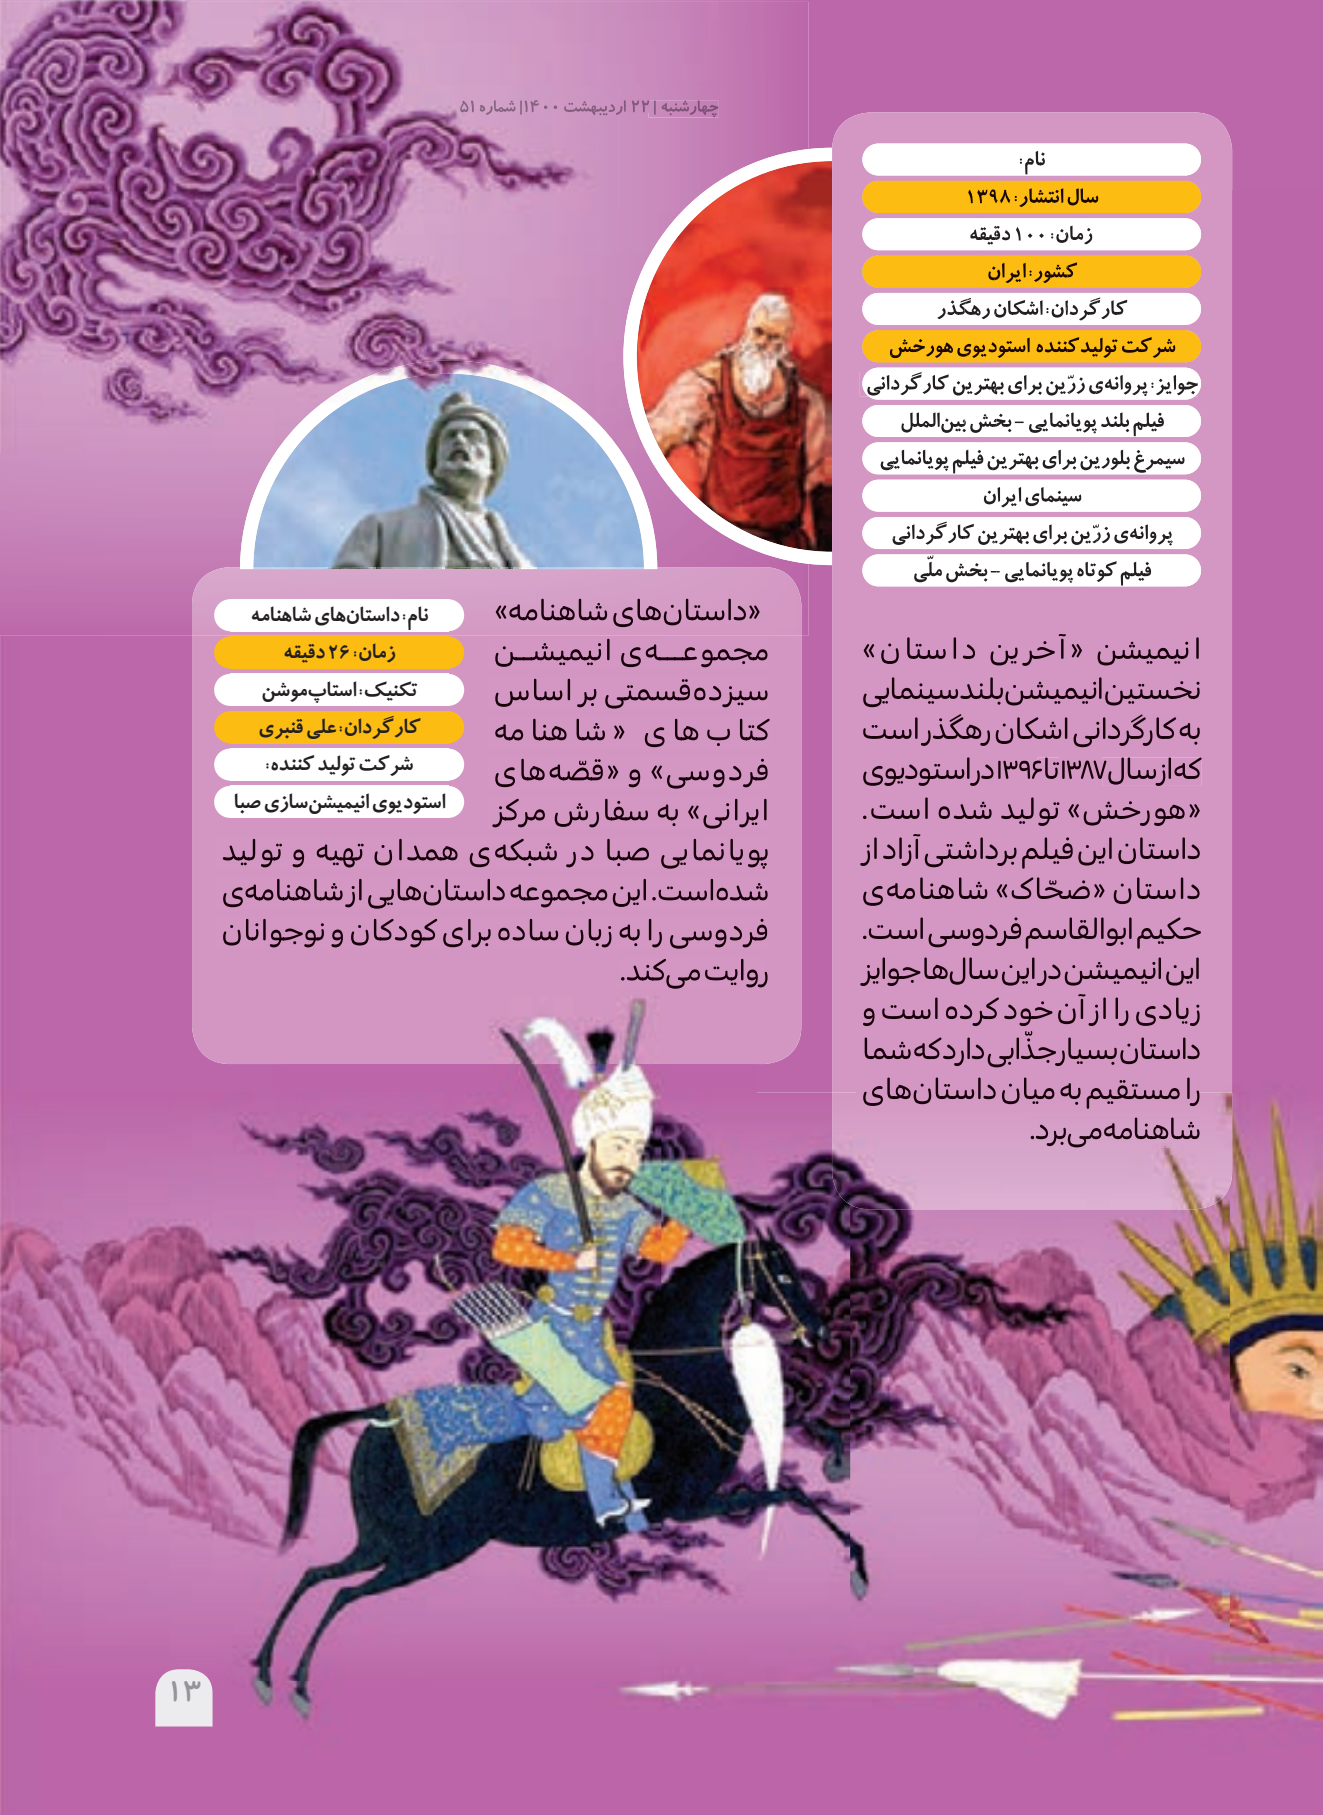 چهارشنبه | ۲۲ اردیبهشت ۱۴۰۰| شماره ۵۱
نام:
سال انتشار: ۱۳۹۸
زمان: ۱۰۰ دقیقه
کشور: ایران
کارگردان: اشکان رهگذر
شرکت تولیدکننده استودیوی هورخش
جوایز: پروانه‌ی زرّین برای بهترین کارگردانی
فیلم بلند پویانمایی – بخش بین‌الملل
سیمرغ بلورین برای بهترین فیلم پویانمایی
سینمای ایران
پروانه‌ی زرّین برای بهترین کارگردانی
فیلم کوتاه پویانمایی – بخش ملّی
انیمیشن «آخرین داستان»
نخستین انیمیشن بلند سینمایی
به کارگردانی اشکان رهگذر است
که از سال ۱۳۸۷ تا ۱۳۹۶ در استودیوی
«هورخش» تولید شده است.
داستان این فیلم برداشتی آزاد از
داستان «ضحّاک» شاهنامه‌ی
حکیم ابوالقاسم فردوسی است.
این انیمیشن در این سال‌ها جوایز
زیادی را از آن خود کرده است و
داستان بسیار جذّابی دارد که شما
را مستقیم به میان داستان‌های
شاهنامه می‌برد.
نام: داستان‌های شاهنامه
زمان: ۲۶ دقیقه
تکنیک: استاپ‌موشن
کارگردان: علی قنبری
شرکت تولید کننده:
استودیوی انیمیشن‌سازی صبا
«داستان‌های شاهنامه»
مجموعـــه‌ی انیمیشــن
سیزده‌قسمتی بر اساس
کتاب‌های «شاهنامه
فردوسی» و «قصّه‌های
ایرانی» به سفارش مرکز
پویانمایی صبا در شبکه‌ی همدان تهیه و تولید
شده‌است. این مجموعه داستان‌هایی از شاهنامه‌ی
فردوسی را به زبان ساده برای کودکان و نوجوانان
روایت می‌کند.
۱۳